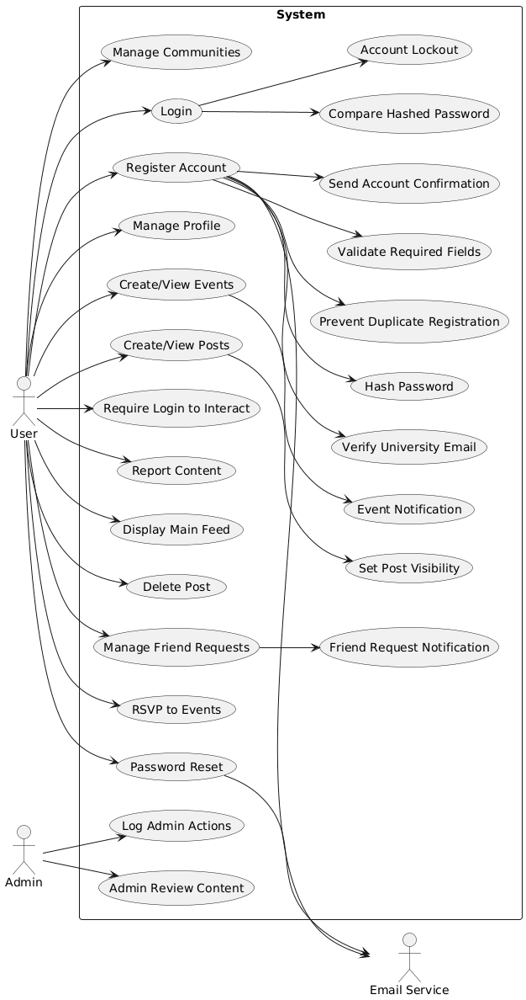 System
Manage Communities
Account Lockout
Login
Compare Hashed Password
Register Account
Send Account Confirmation
Manage Profile
Validate Required Fields
Create/View Events
Prevent Duplicate Registration
Create/View Posts
Hash Password
User
Require Login to Interact
Verify University Email
Report Content
Event Notification
Display Main Feed
Set Post Visibility
Delete Post
Manage Friend Requests
Friend Request Notification
RSVP to Events
Password Reset
Log Admin Actions
Admin
Admin Review Content
Email Service